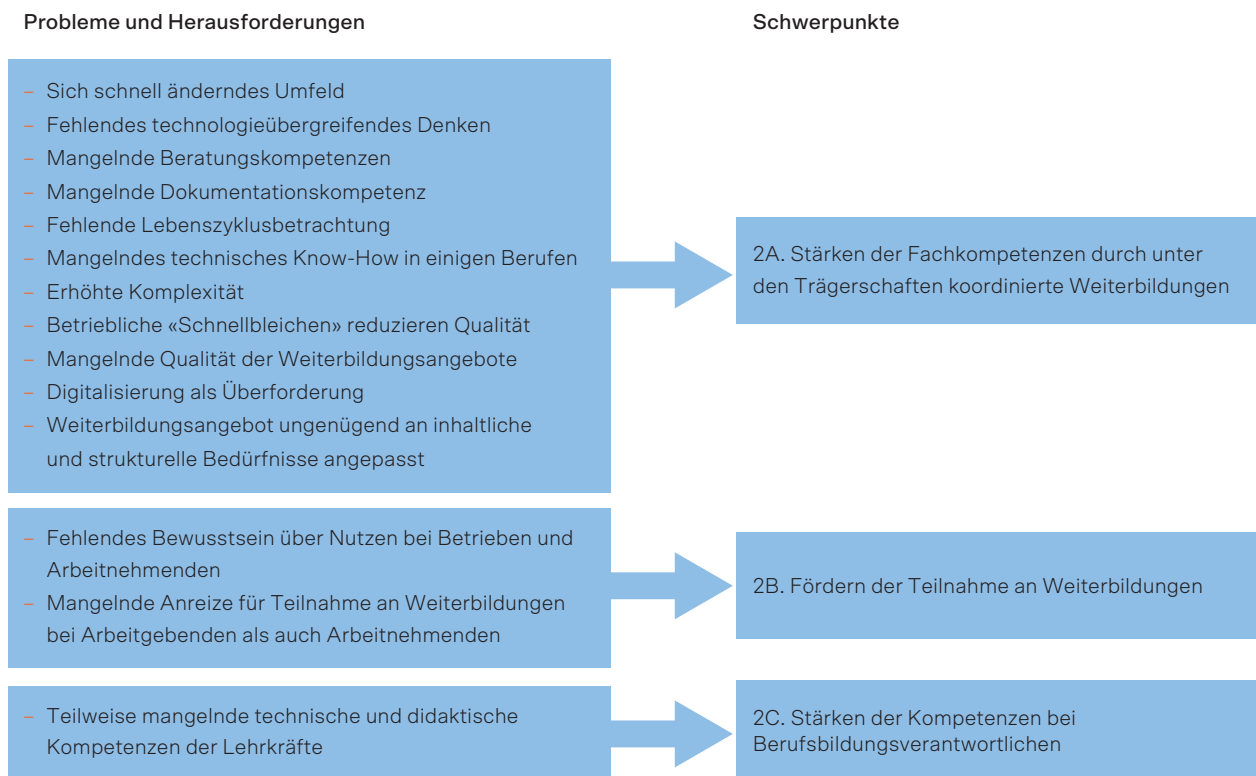 Probleme und Herausforderungen
Schwerpunkte
– Sich schnell änderndes Umfeld
– Fehlendes technologieübergreifendes Denken
– Mangelnde Beratungskompetenzen
– Mangelnde Dokumentationskompetenz
– Fehlende Lebenszyklusbetrachtung
– Mangelndes technisches Know-How in einigen Berufen
– Erhöhte Komplexität
– Betriebliche «Schnellbleichen» reduzieren Qualität
– Mangelnde Qualität der Weiterbildungsangebote
– Digitalisierung als Überforderung
– Weiterbildungsangebot ungenügend an inhaltliche
und strukturelle Bedürfnisse angepasst
2A. Stärken der Fachkompetenzen durch unter
den Trägerschaften koordinierte Weiterbildungen
– Fehlendes Bewusstsein über Nutzen bei Betrieben und
Arbeitnehmenden
– Mangelnde Anreize für Teilnahme an Weiterbildungen
bei Arbeitgebenden als auch Arbeitnehmenden
2B. Fördern der Teilnahme an Weiterbildungen
– Teilweise mangelnde technische und didaktische
Kompetenzen der Lehrkräfte
2C. Stärken der Kompetenzen bei
Berufsbildungsverantwortlichen